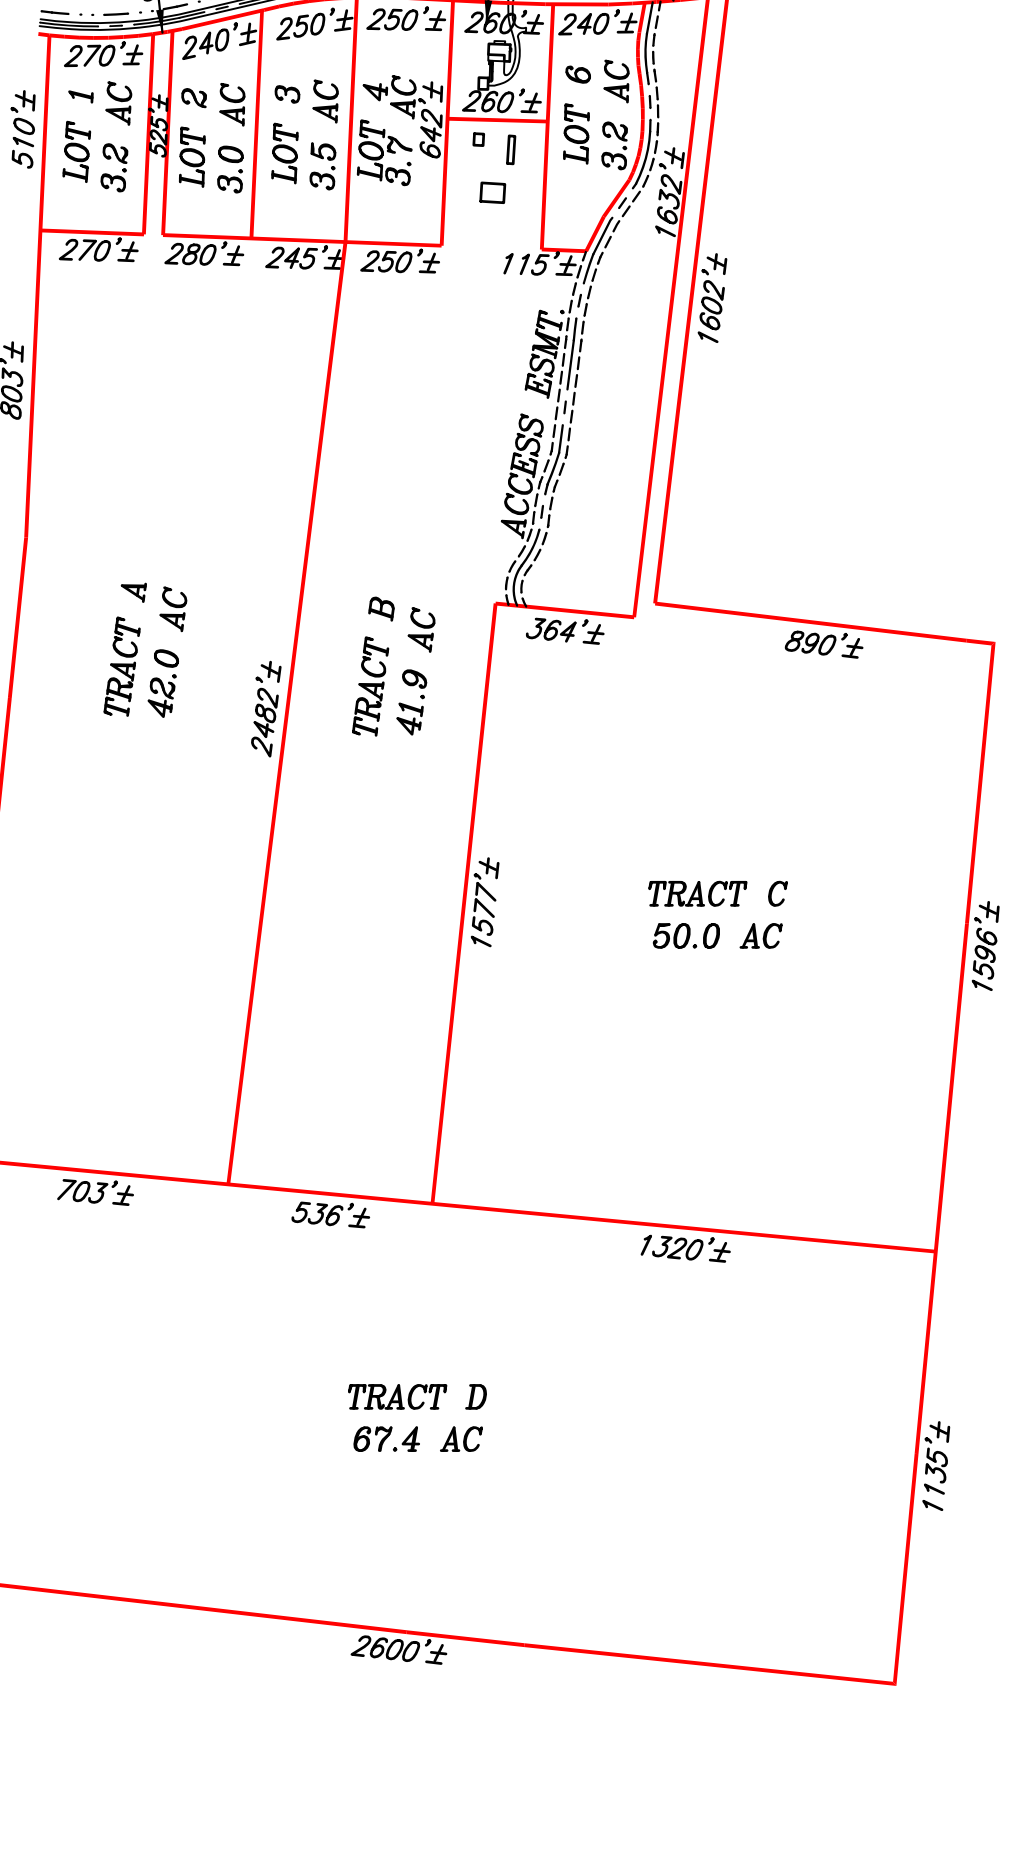 240'±
250'±
250'±
260'±
240'±
270'±
510'±
LOT 1
3.2 AC
525'±
LOT 2
3.0 AC
LOT 3
3.5 AC
LOT 4
3.7 AC
642'±
260'±
LOT 6
3.2 AC
1632'±
270'±
280'±
245'±
250'±
115'±
1602'±
803'±
ACCESS ESMT.
TRACT A
42.0 AC
2482'±
TRACT B
41.9 AC
364'±
890'±
1577'±
TRACT C
50.0 AC
1596'±
703'±
536'±
1320'±
TRACT D
67.4 AC
1135'±
2600'±